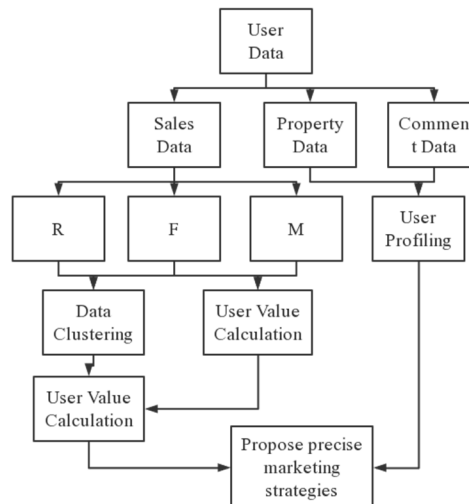 User
Data
Sales
Data
Property
Data
Commen
t Data
R
F
M
User
Profiling
Data
Clustering
User Value
Calculation
User Value
Calculation
Propose precise
marketing
strategies